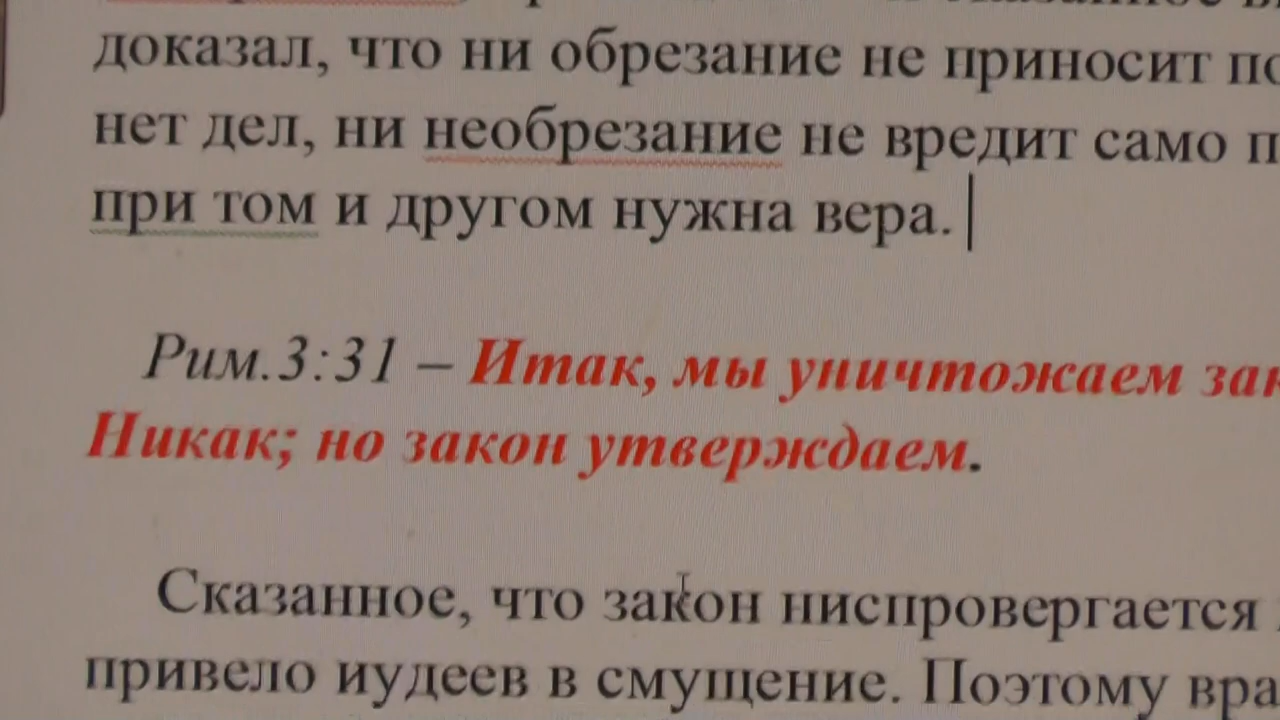 доказал, что ни обрезание не приносит
нет дел, ни необрезание не вредит само
при том и другом нужна вера.
Рим.3:31 – Итак, мы уничтожаем
Никак; но закон утверждаем.
Сказанное, что закон ниспровергается
привело иудеев в смущение. Поэтому